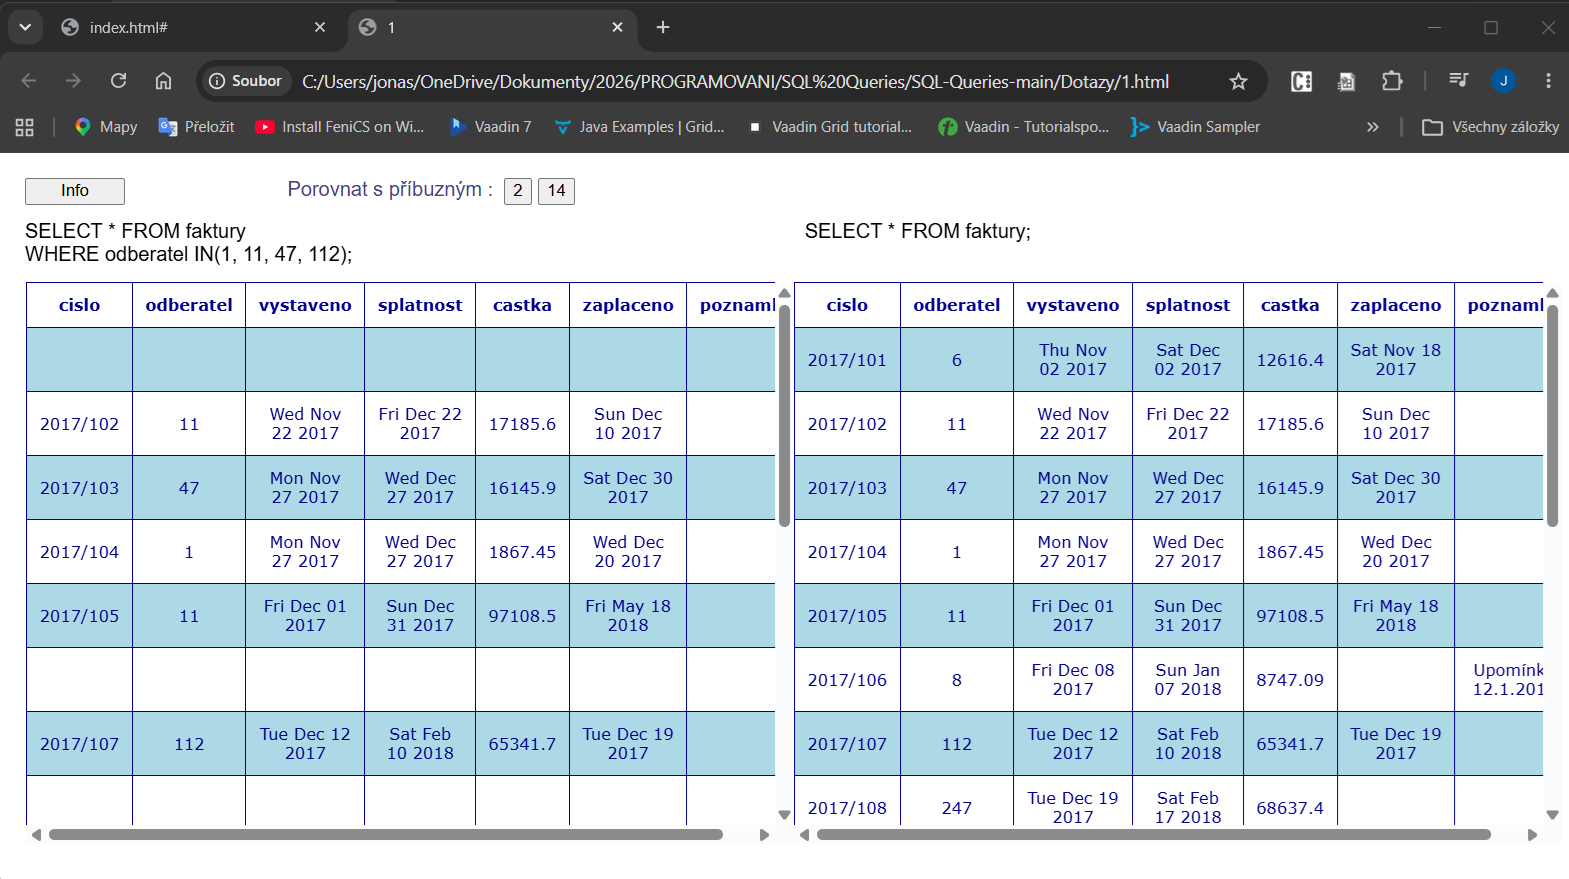 index.html#
1
Soubor
C:/Users/jonas/OneDrive/Dokumenty/2026/PROGRAMOVANI/SQL%20Queries/SQL-Queries-main/Dotazy/1.html
J
Mapy
Přeložit
Install FeniCS on Wi...
Vaadin 7
Java Examples | Grid...
Vaadin Grid tutorial...
Vaadin - Tutorialspo...
Vaadin Sampler
Všechny záložky
Info
Porovnat s příbuzným : 2 14
SELECT * FROM faktury
WHERE odberatel IN(1, 11, 47, 112);
cislo odberatel vystaveno splatnost castka zaplaceno
2017/102 11 Wed Nov 22 2017 Fri Dec 22 2017 17185.6 Sun Dec 10 2017
2017/103 47 Mon Nov 27 2017 Wed Dec 27 2017 16145.9 Sat Dec 30 2017
2017/104 1 Mon Nov 27 2017 Wed Dec 27 2017 1867.45 Wed Dec 20 2017
2017/105 11 Fri Dec 01 2017 Sun Dec 31 2017 97108.5 Fri May 18 2018
2017/107 112 Tue Dec 12 2017 Sat Feb 10 2018 65341.7 Tue Dec 19 2017
SELECT * FROM faktury;
cislo odberatel vystaveno splatnost castka zaplaceno
2017/101 6 Thu Nov 02 2017 Sat Dec 02 2017 12616.4 Sat Nov 18 2017
2017/102 11 Wed Nov 22 2017 Fri Dec 22 2017 17185.6 Sun Dec 10 2017
2017/103 47 Mon Nov 27 2017 Wed Dec 27 2017 16145.9 Sat Dec 30 2017
2017/104 1 Mon Nov 27 2017 Wed Dec 27 2017 1867.45 Wed Dec 20 2017
2017/105 11 Fri Dec 01 2017 Sun Dec 31 2017 97108.5 Fri May 18 2018
2017/106 8 Fri Dec 08 2017 Sun Jan 07 2018 8747.09
2017/107 112 Tue Dec 12 2017 Sat Feb 10 2018 65341.7 Tue Dec 19 2017
2017/108 247 Tue Dec 19 2017 Sat Feb 17 2018 68637.4